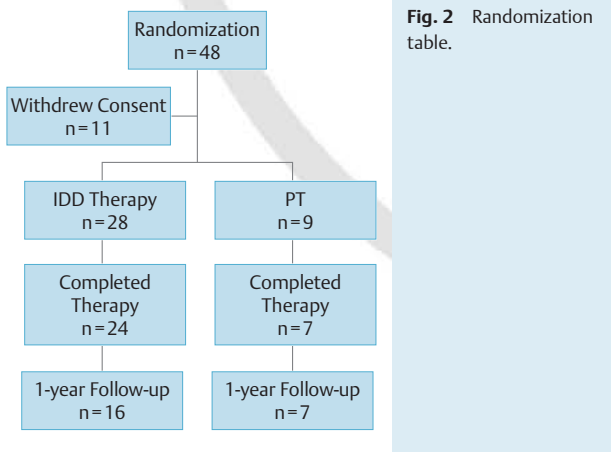 Randomization
n=48
Withdrew Consent
n=11
IDD Therapy
n=28
PT
n=9
Completed
Therapy
n=24
Completed
Therapy
n=7
1-year Follow-up
n=16
1-year Follow-up
n=7
Fig. 2 Randomization
table.